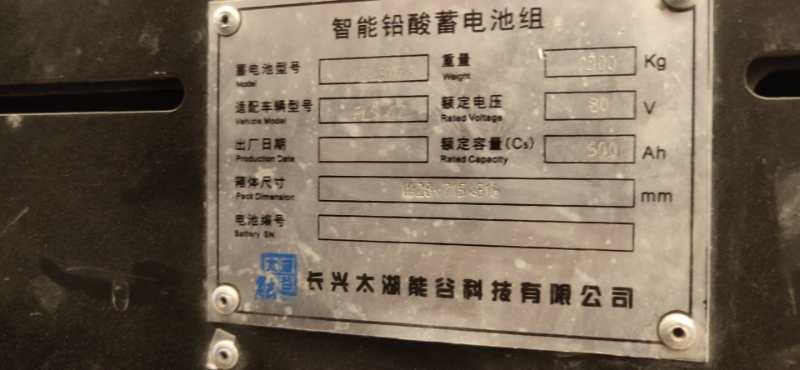 智能铅酸蓄电池组
蓄电池型号
Model
重量
Weight
Kg
适配车辆型号
Vehicle Model
额定电压
Rated Voltage
80
V
出厂日期
Production Date
额定容量(C₅)
Rated Capacity
500
Ah
箱体尺寸
Pack Dimension
mm
电池编号
Battery SN
长兴太湖能谷科技有限公司